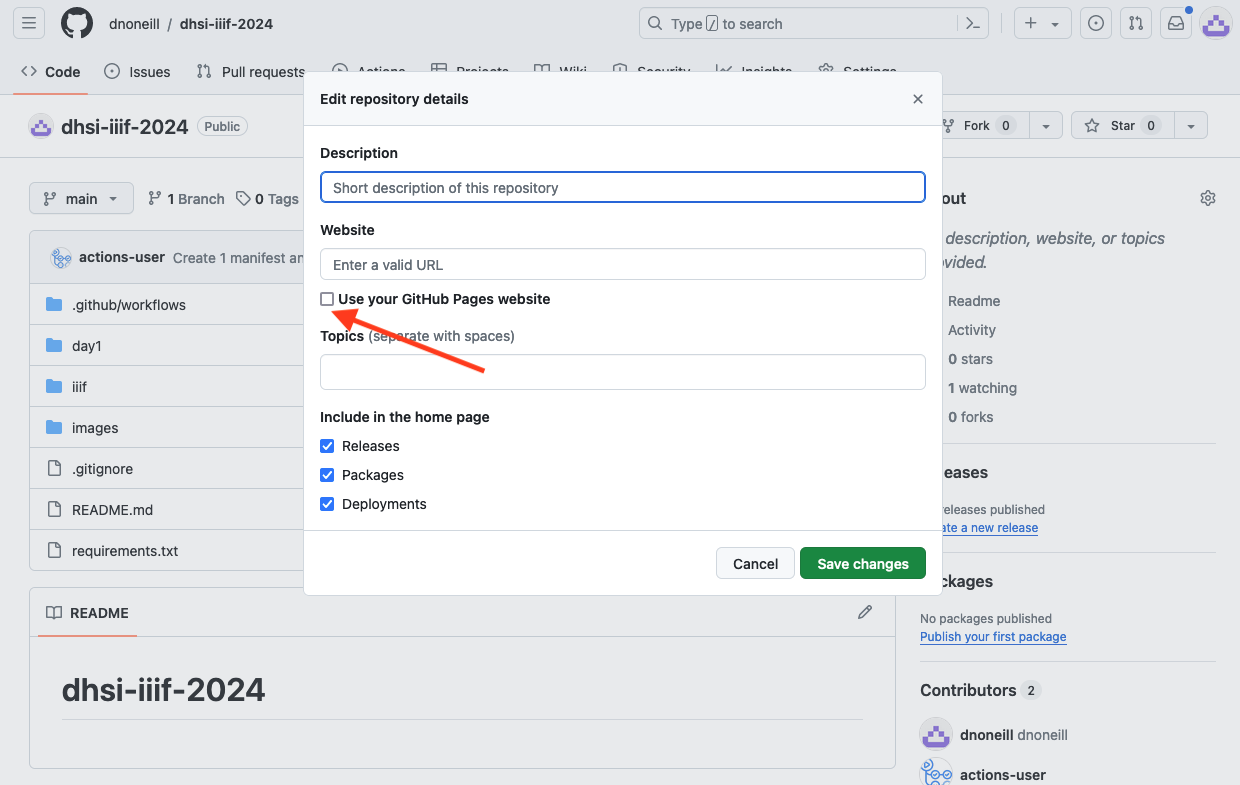 dnoneill / dhsi-iiif-2024
Type / to search
Code Issues Pull requests Actions Projects Wiki Security Insights Settings
Edit repository details
dhsi-iiif-2024 Public
Fork 0
Star 0
Description
Short description of this repository
main
1 Branch
0 Tags
Website
Enter a valid URL
Use your GitHub Pages website
Topics (separate with spaces)
Include in the home page
Releases
Packages
Deployments
Cancel
Save changes
actions-user Create 1 manifest an
.github/workflows
day1
iiif
images
.gitignore
README.md
requirements.txt
README
dhsi-iiif-2024
out
description, website, or topics
vided.
Readme
Activity
0 stars
1 watching
0 forks
eases
eleases published
ate a new release
ckages
No packages published
Publish your first package
Contributors 2
dnoneill dnoneill
actions-user